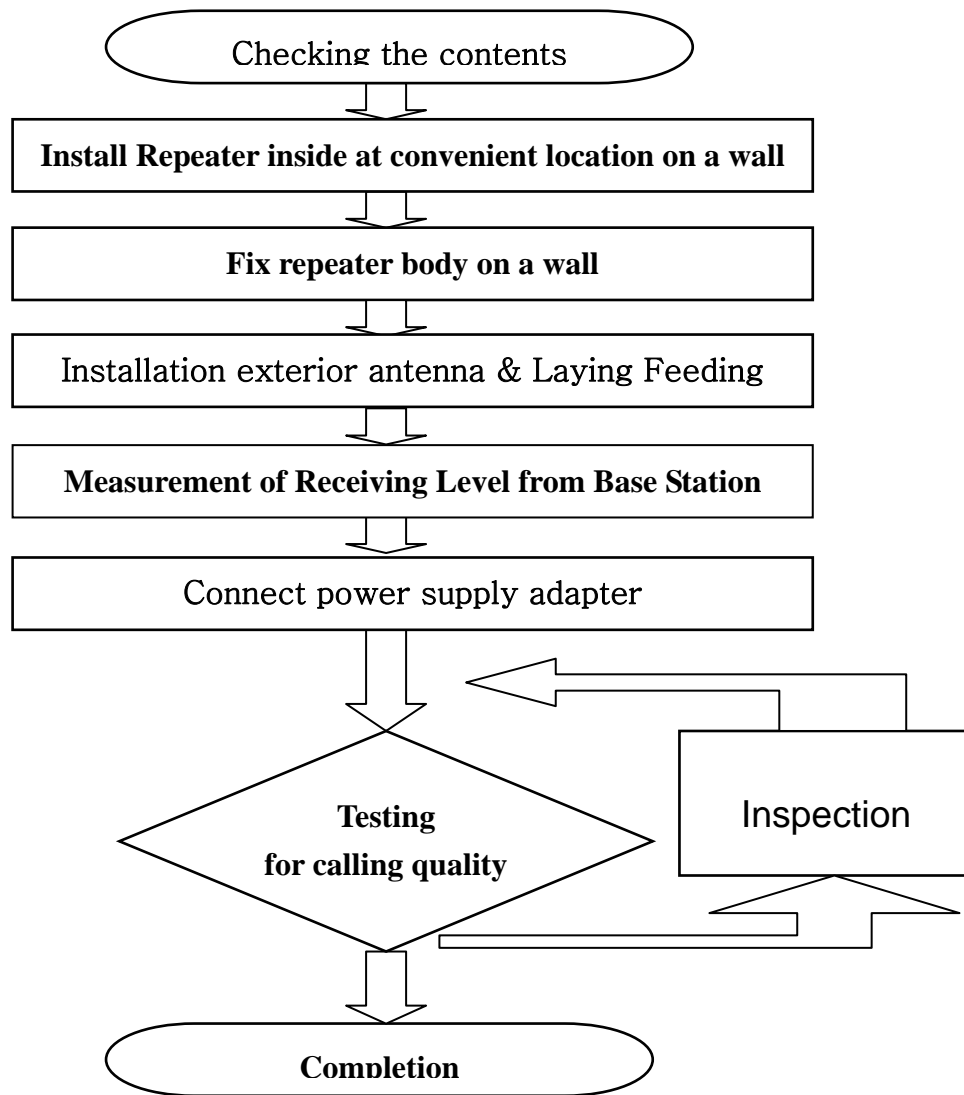 Checking the contents
Install Repeater inside at convenient location on a wall
Fix repeater body on a wall
Installation exterior antenna & Laying Feeding
Measurement of Receiving Level from Base Station
Connect power supply adapter
Testing
for calling quality
Inspection
Completion